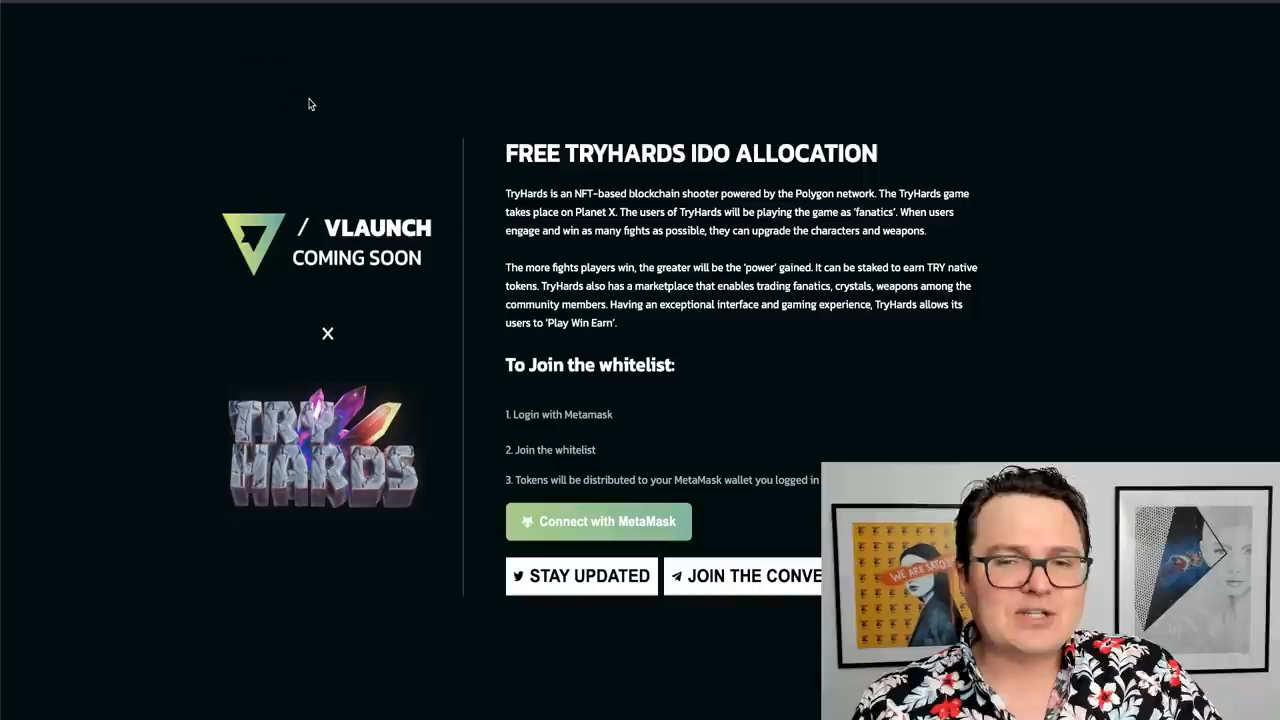 FREE TRYHARDS IDO ALLOCATION
TryHards is an NFT-based blockchain shooter powered by the Polygon network. The TryHards game
takes place on Planet X. The users of TryHards will be playing the game as ‘fanatics’. When users
engage and win as many fights as possible, they can upgrade the characters and weapons.
/ VLAUNCH
COMING SOON
The more fights players win, the greater will be the ‘power’ gained. It can be staked to earn TRY native
tokens. TryHards also has a marketplace that enables trading fanatics, crystals, weapons among the
community members. Having an exceptional interface and gaming experience, TryHards allows its
users to ‘Play Win Earn’.
X
TRY
HARDS
To Join the whitelist:
1. Login with Metamask
2. Join the whitelist
3. Tokens will be distributed to your MetaMask wallet you logged in
Connect with MetaMask
STAY UPDATED
JOIN THE CONVE
WE ARE SATO